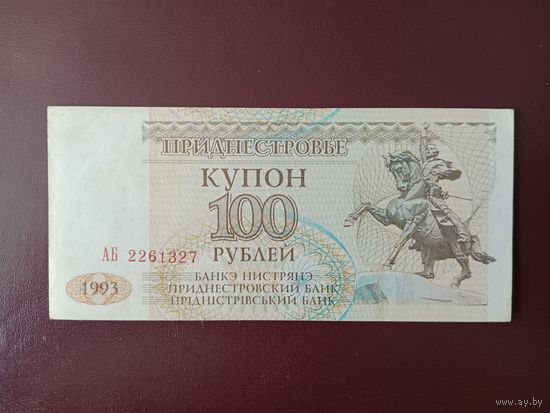 ПРИДНЕСТРОВЬЕ
КУПОН
100
РУБЛЕЙ
АБ 2261327
БАНКЭ НИСТРЯНЭ
ПРИДНЕСТРОВСКИЙ БАНК
ПРИДНІСТРІВСЬКИЙ БАНК
1993
www.ay.by